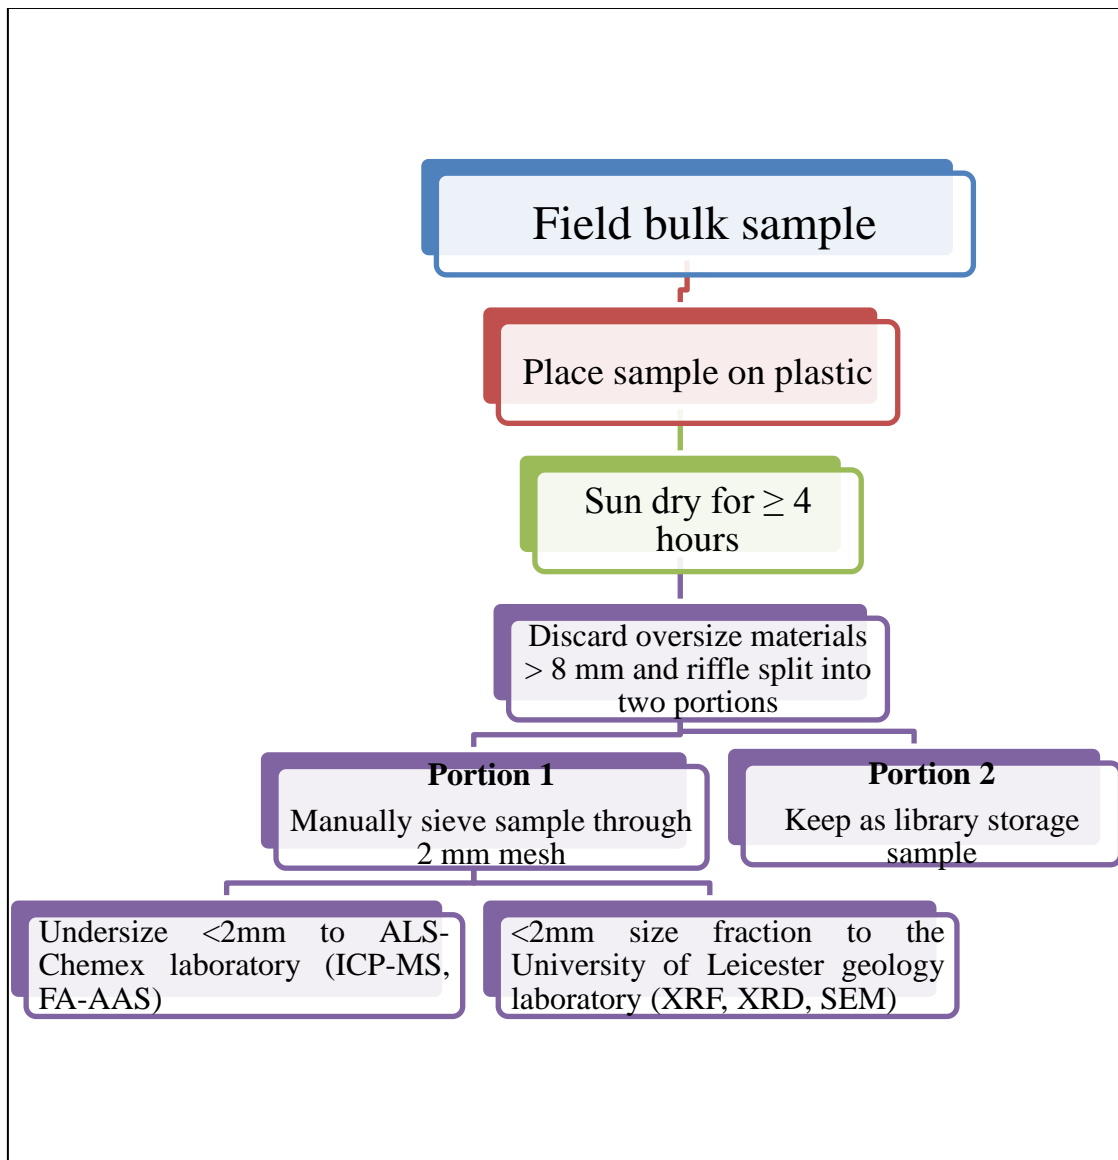 Field bulk sample
Place sample on plastic
Sun dry for ≥ 4
hours
Discard oversize materials
> 8 mm and riffle split into
two portions
Portion 1
Manually sieve sample through
2 mm mesh
Portion 2
Keep as library storage
sample
Undersize <2mm to ALS-
Chemex laboratory (ICP-MS,
FA-AAS)
<2mm size fraction to the
University of Leicester geology
laboratory (XRF, XRD, SEM)